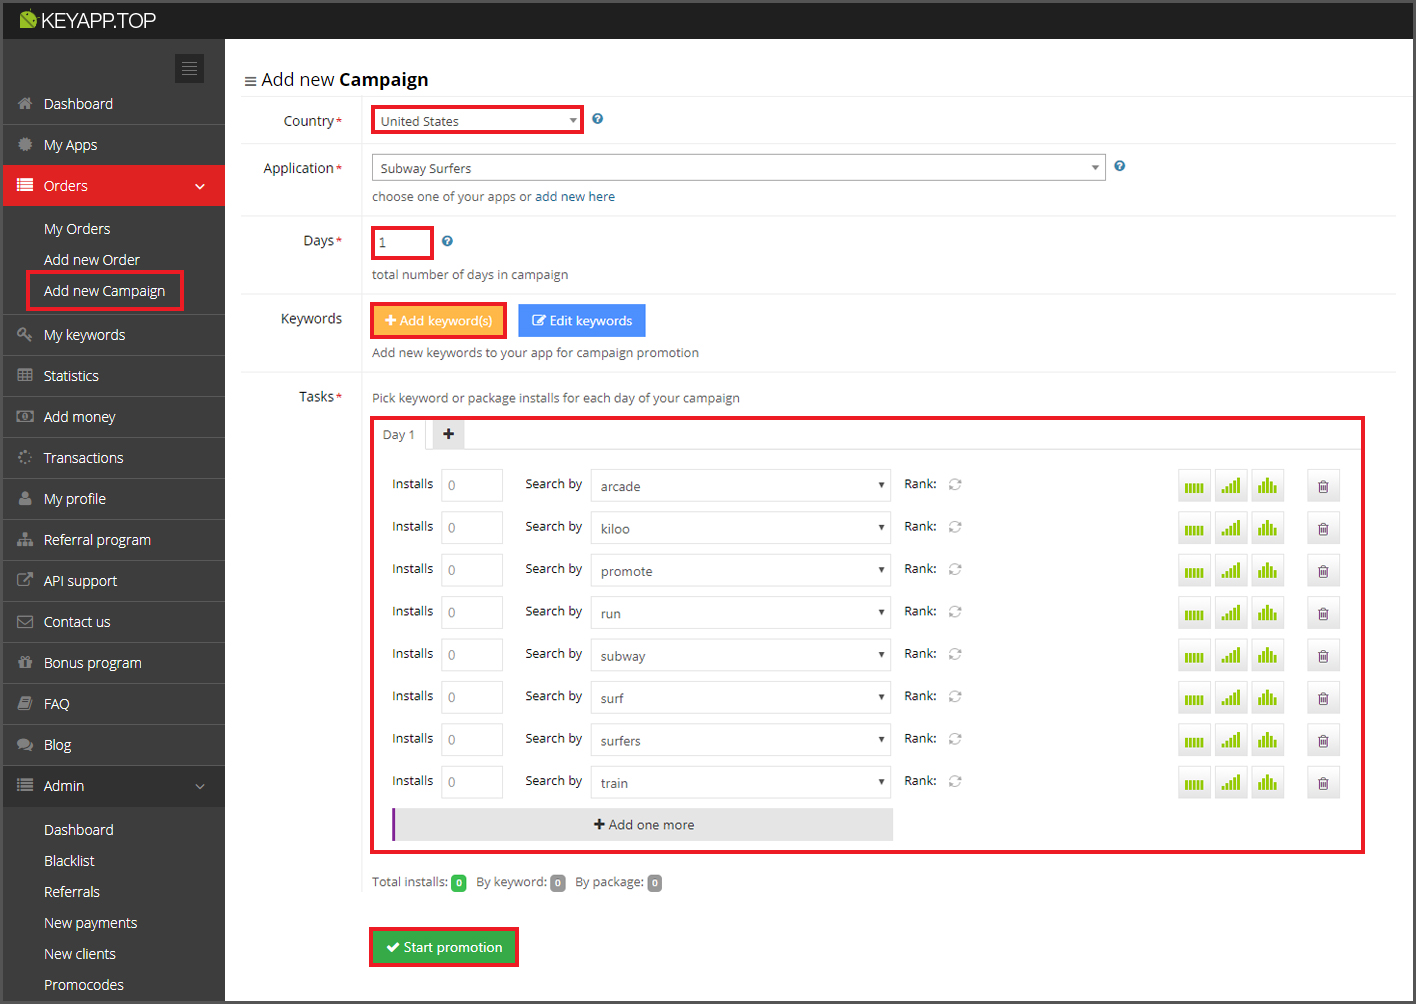 KEYAPP.TOP
Dashboard
My Apps
Orders
My Orders
Add new Order
Add new Campaign
My keywords
Statistics
Add money
Transactions
My profile
Referral program
API support
Contact us
Bonus program
FAQ
Blog
Admin
Dashboard
Blacklist
Referrals
New payments
New clients
Promocodes
Add new Campaign
Country* United States
Application* Subway Surfers
choose one of your apps or add new here
Days* 1
total number of days in campaign
Keywords Add keyword(s) Edit keywords
Add new keywords to your app for campaign promotion
Tasks* Pick keyword or package installs for each day of your campaign
Day 1
Installs 0 Search by arcade Rank:
Installs 0 Search by kiloo Rank:
Installs 0 Search by promote Rank:
Installs 0 Search by run Rank:
Installs 0 Search by subway Rank:
Installs 0 Search by surf Rank:
Installs 0 Search by surfers Rank:
Installs 0 Search by train Rank:
Add one more
Total installs: 0 By keyword: 0 By package: 0
Start promotion